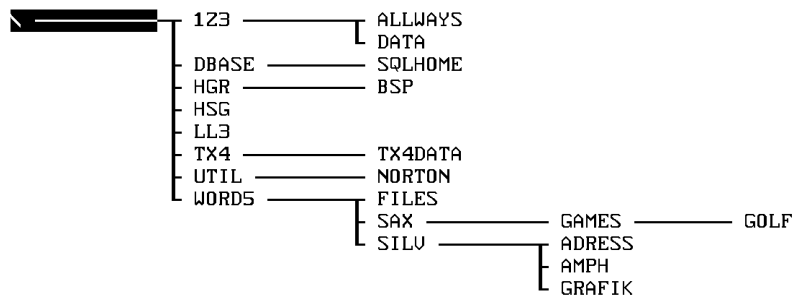 \ 123 ALLWAYS
DATA
DBASE SQLHOME
HGR BSP
HSG
LL3
TX4 TX4DATA
UTIL NORTON
WORD5 FILES
SAX GAMES GOLF
SILV ADRESS
AMPH
GRAFIK